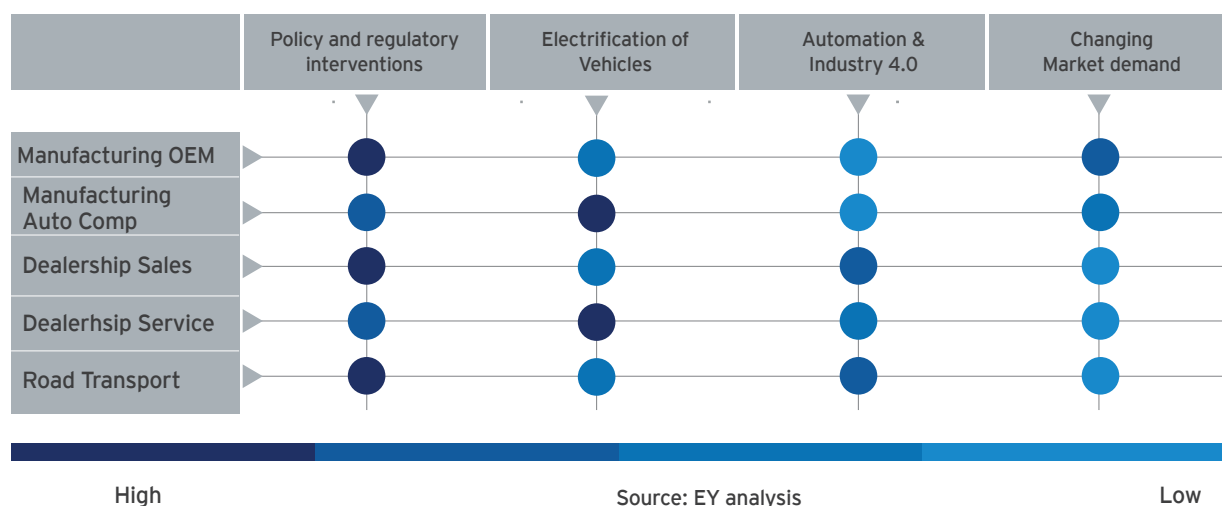 Policy and regulatory
interventions
Electrification of
Vehicles
Automation &
Industry 4.0
Changing
Market demand
Manufacturing OEM
Manufacturing
Auto Comp
Dealership Sales
Dealerhsip Service
Road Transport
High
Source: EY analysis
Low